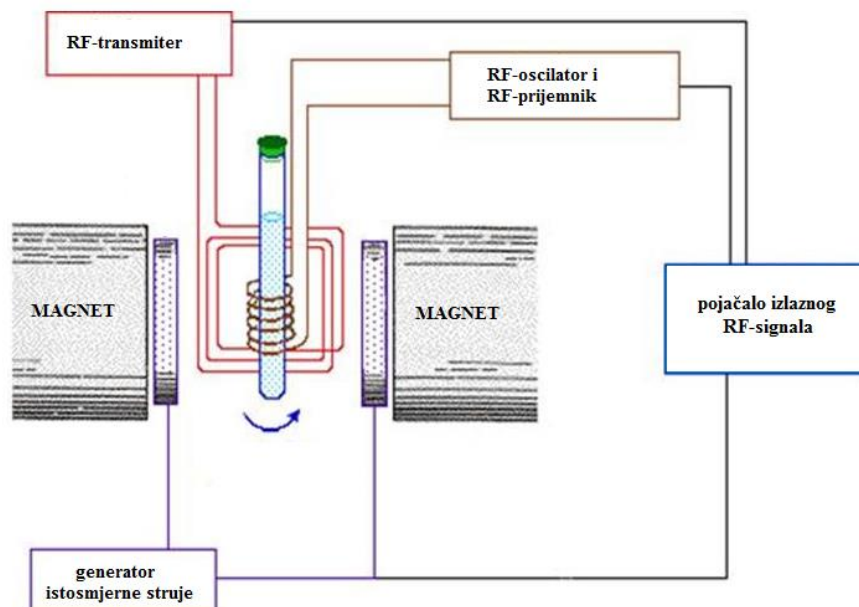 RF-transmiter
RF-oscilator i
RF-prijemnik
MAGNET
MAGNET
pojačalo izlaznog
RF-signala
generator
istosmjerne struje